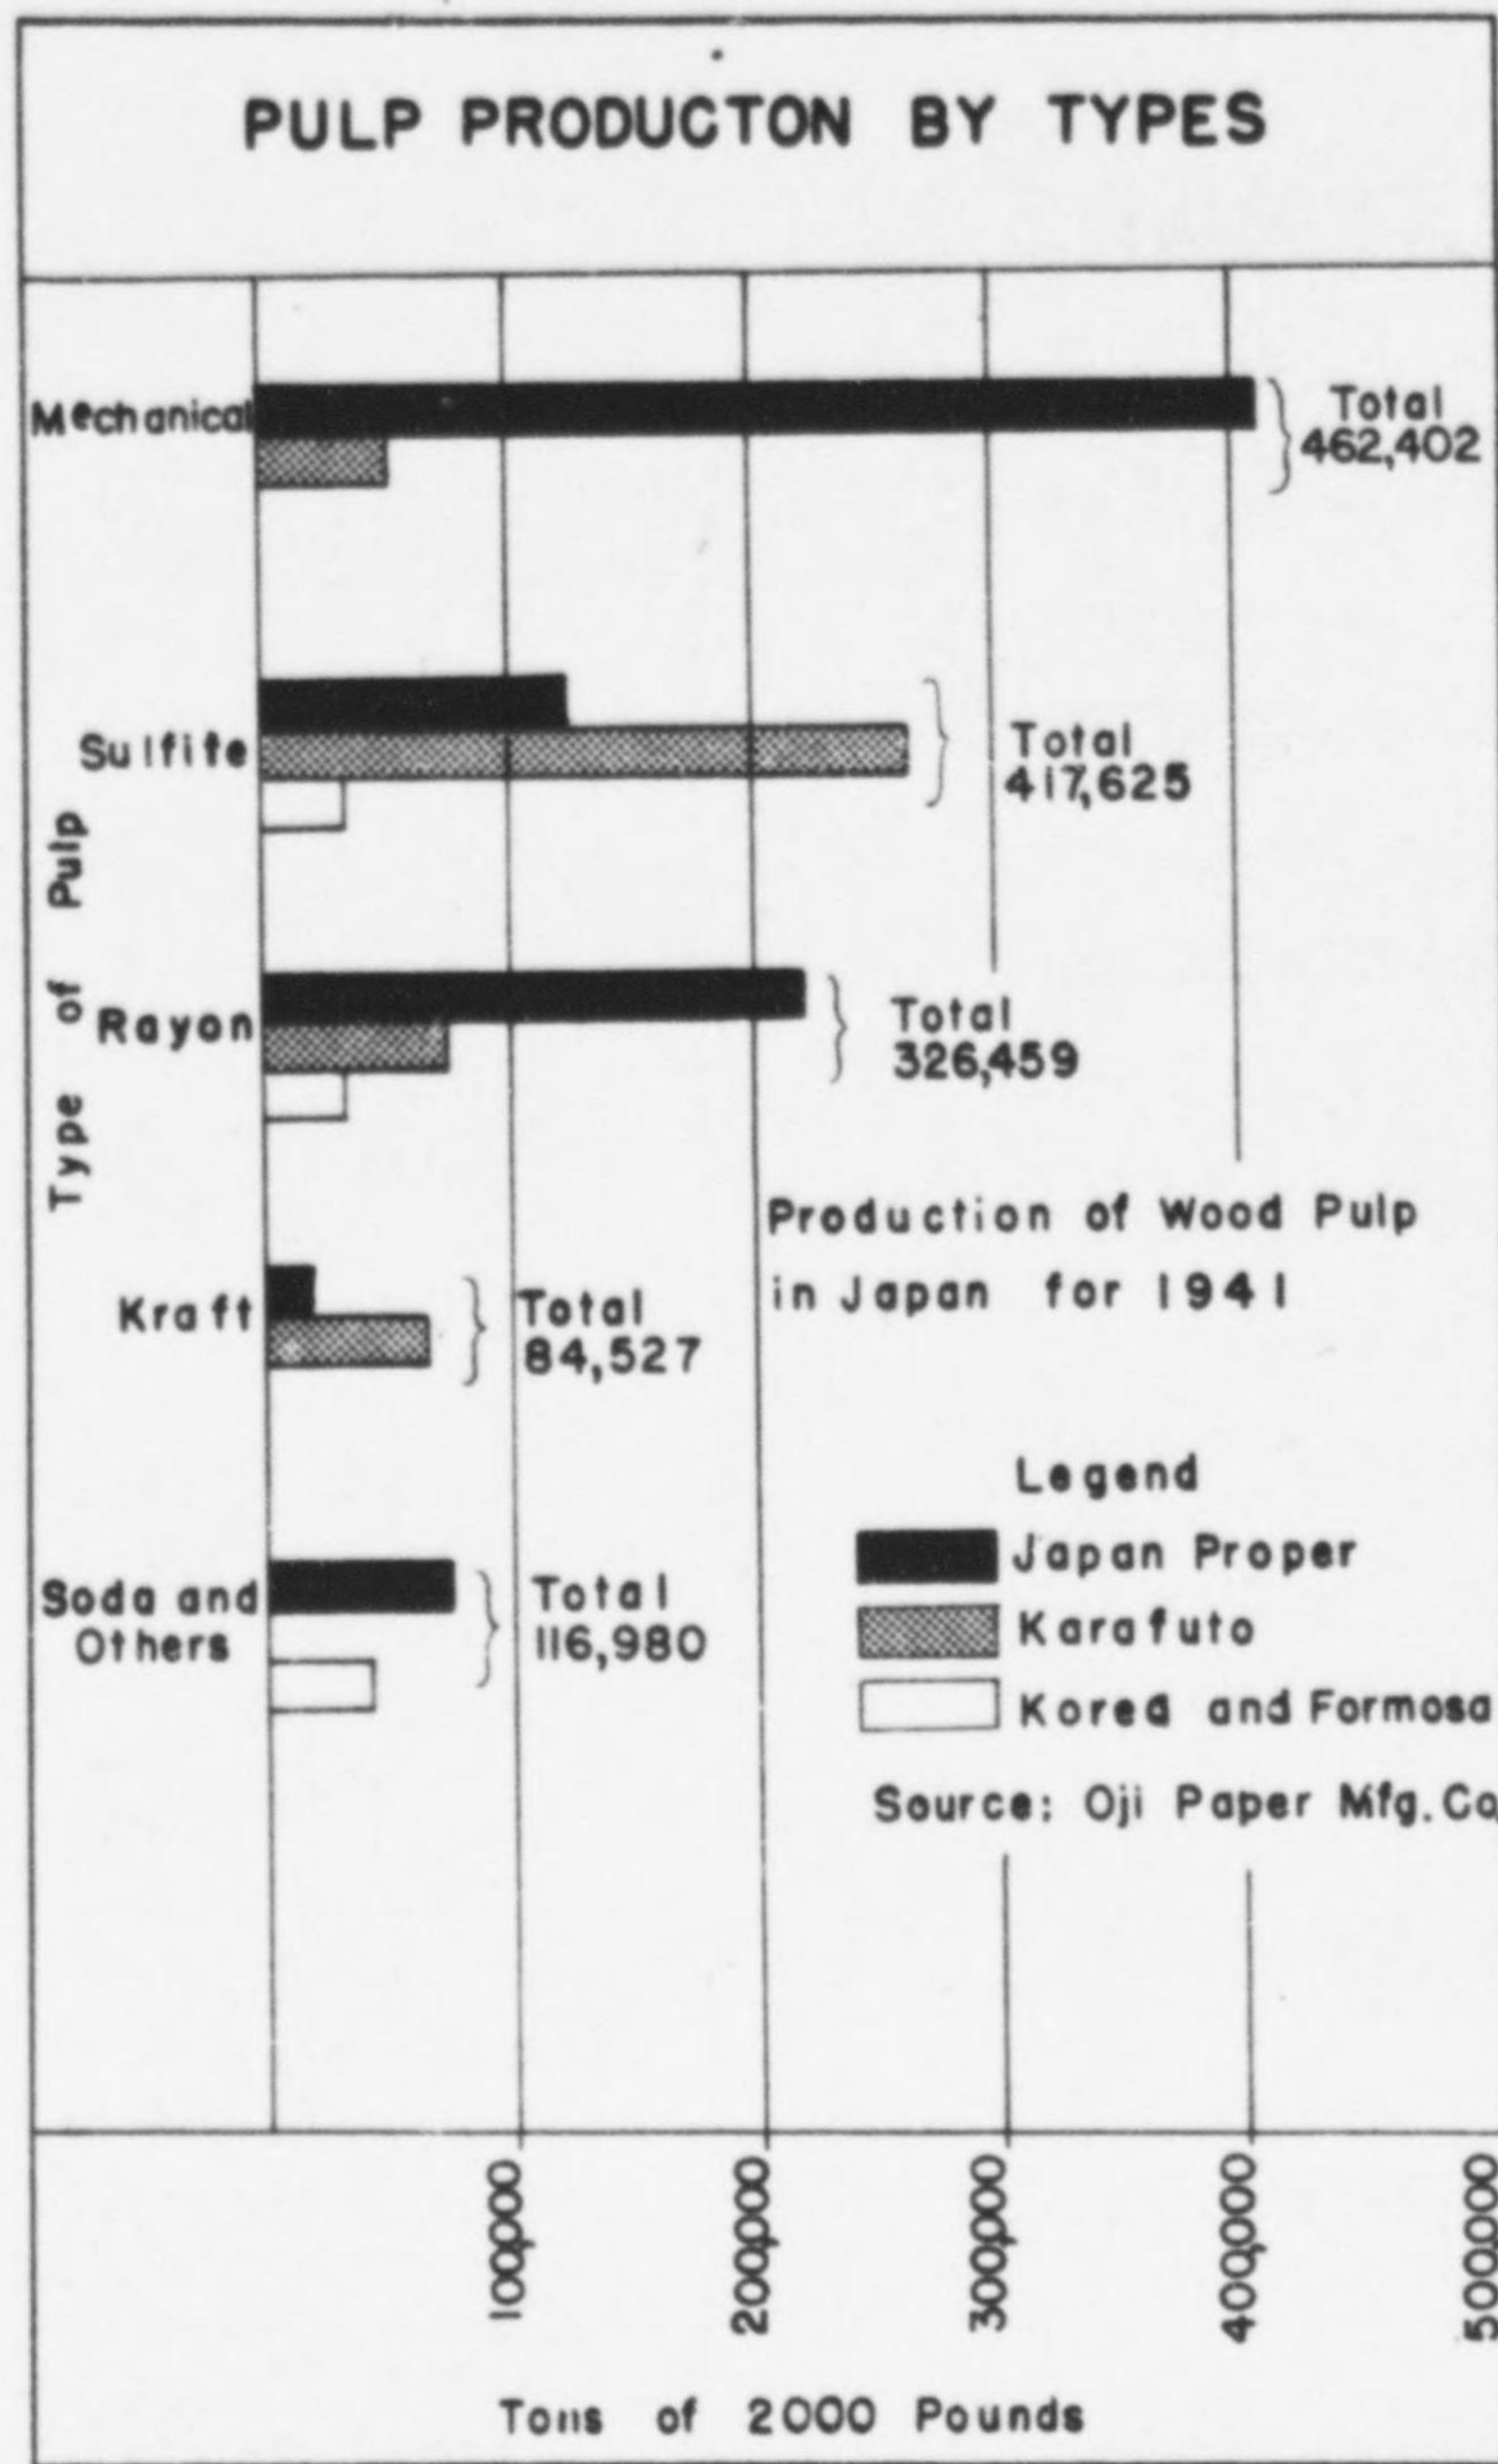 PULP PRODUCTON BY TYPES
Mechanical
Total
462,402
Sulfite
Total
417,625
Rayon
Total
326,459
Type of Pulp
Production of Wood Pulp
in Japan for 1941
Kraft
Total
84,527
Legend
Japan Proper
Karafuto
Korea and Formosa
Soda and
Others
Total
116,980
Source: Oji Paper Mfg. Co.
100,000
200,000
300,000
400,000
500,000
Tons of 2000 Pounds